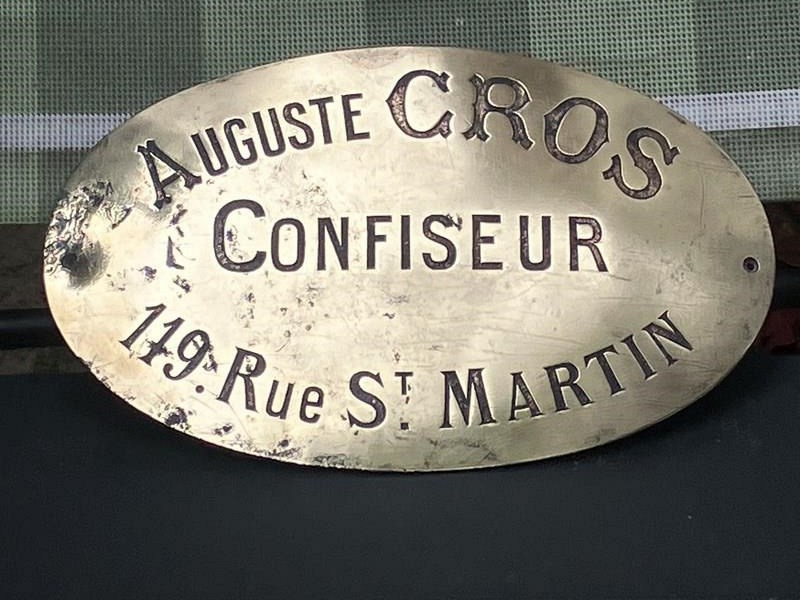 AUGUSTE CROS
CONFISEUR
119. Rue ST. MARTIN